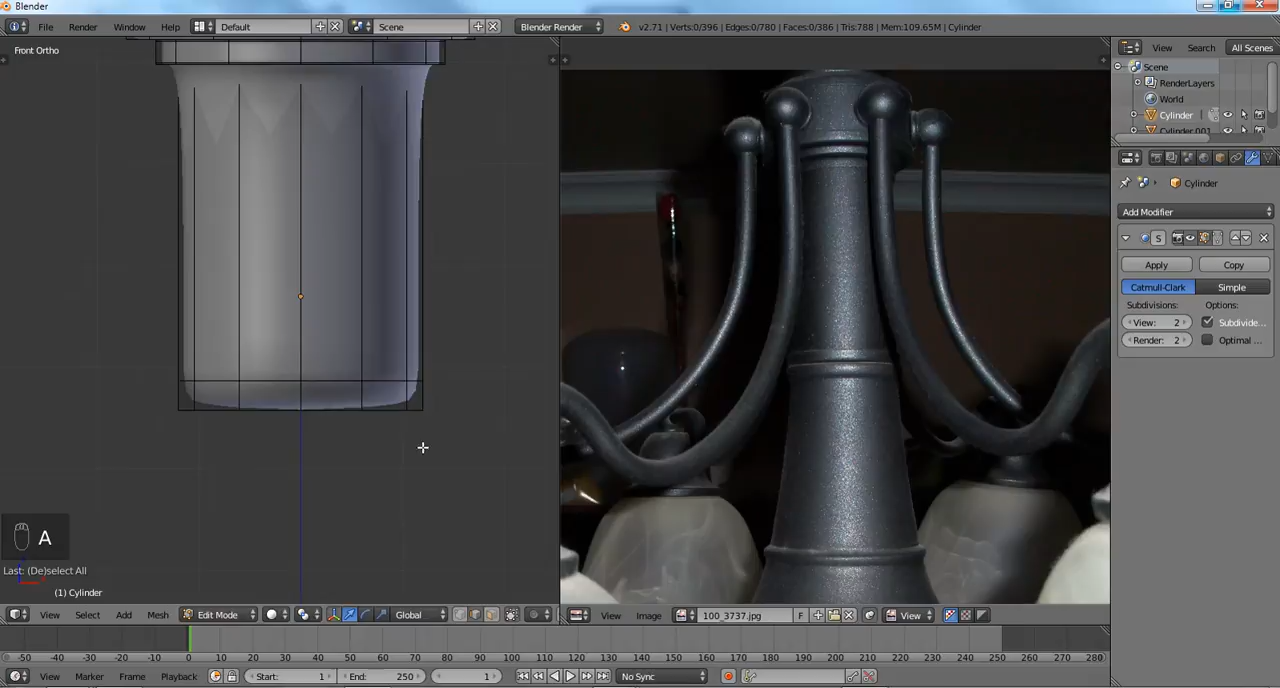 Blender
File Render Window Help Default Scene Blender Render v2.71 | Verts:0/396 | Edges:0/780 | Faces:0/386 | Tris:788 | Mem:109.65M | Cylinder
Front Ortho
View Search All Scenes
Scene
RenderLayers
World
Cylinder
Cylinder.001
Cylinder
Add Modifier
S
Apply Copy
Catmull-Clark Simple
Subdivisions: Options:
View: 2 Subdivide...
Render: 2 Optimal ...
A
Last: (De)select All
(1) Cylinder
View Select Add Mesh Edit Mode Global
View Image 100_3737.jpg F View
-50 -40 -30 -20 -10 0 10 20 30 40 50 60 70 80 90 100 110 120 130 140 150 160 170 180 190 200 210 220 230 240 250 260 270 280
View Marker Frame Playback Start: 1 End: 250 1 No Sync